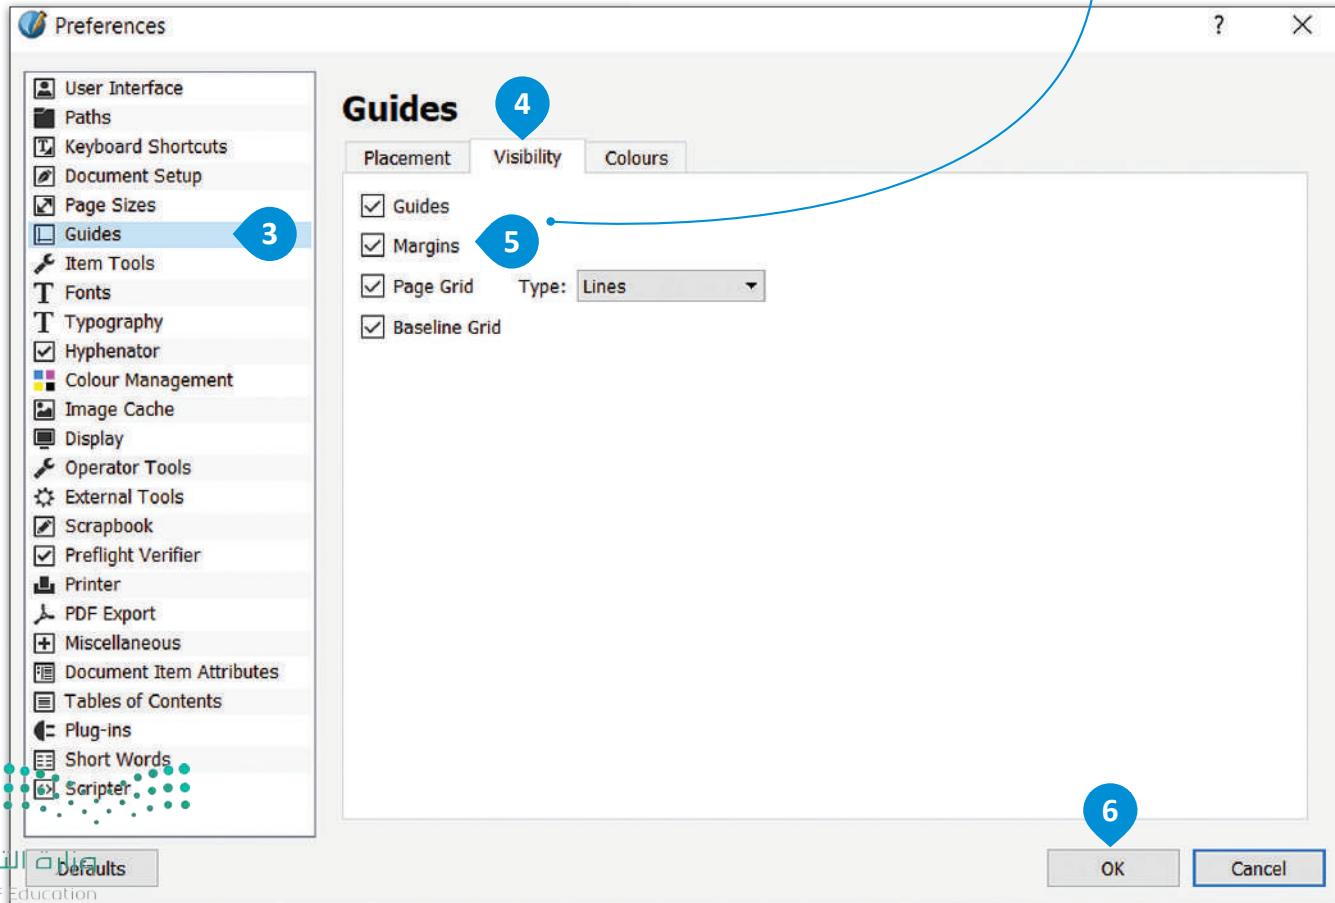 Preferences
?
User Interface
Paths
Keyboard Shortcuts
Document Setup
Page Sizes
Guides
3
Item Tools
Fonts
Typography
Hyphenator
Colour Management
Image Cache
Display
Operator Tools
External Tools
Scrapbook
Preflight Verifier
Printer
PDF Export
Miscellaneous
Document Item Attributes
Tables of Contents
Plug-ins
Short Words
Scripter
Guides
4
Placement Visibility Colours
Guides
Margins
5
Page Grid Type: Lines
Baseline Grid
6
Defaults
OK Cancel
وزارة
Education